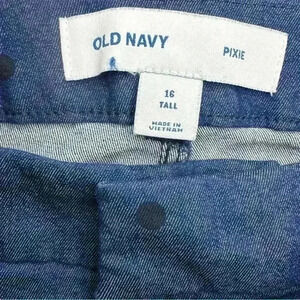 OLD NAVY PIXIE
16
TALL
MADE IN
VIETNAM